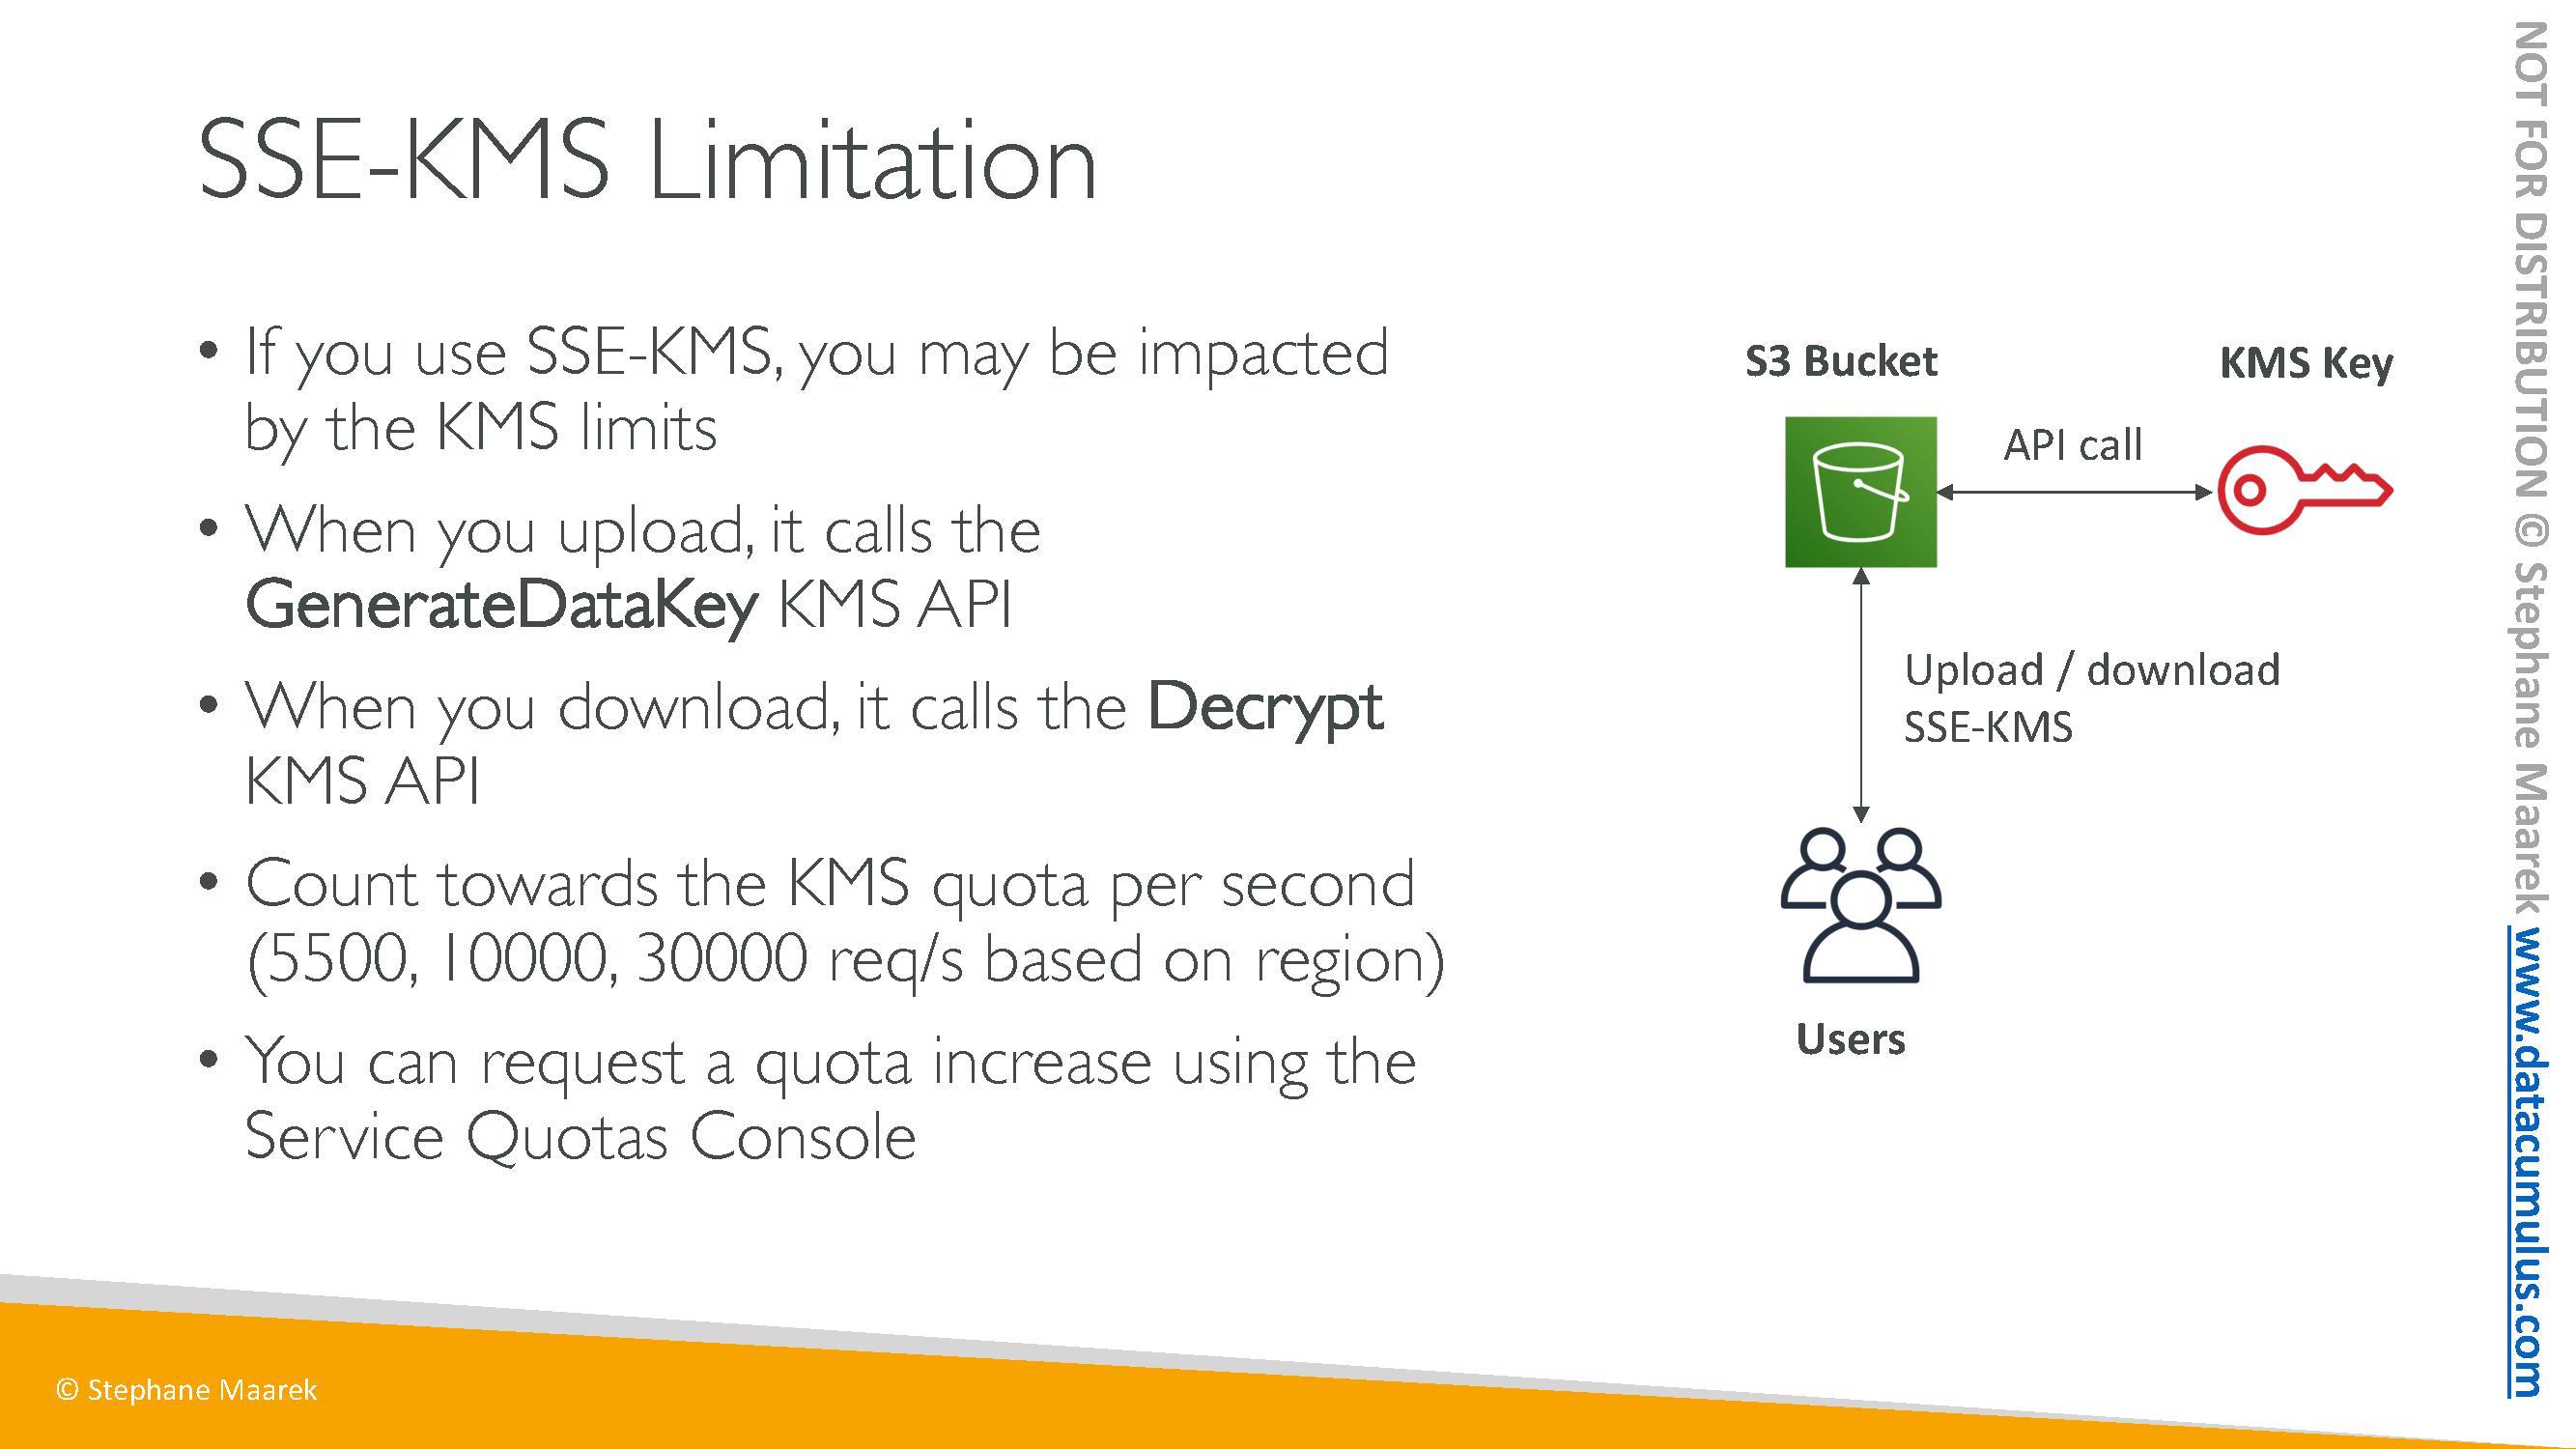 SSE-KMS Limitation
• If you use SSE-KMS, you may be impacted
by the KMS limits
• When you upload, it calls the
GenerateDataKey KMS API
• When you download, it calls the Decrypt
KMS API
• Count towards the KMS quota per second
(5500, 10000, 30000 req/s based on region)
• You can request a quota increase using the
Service Quotas Console
S3 Bucket
KMS Key
API call
Upload / download
SSE-KMS
Users
© Stephane Maarek
NOT FOR DISTRIBUTION © Stephane Maarek www.datacumulus.com